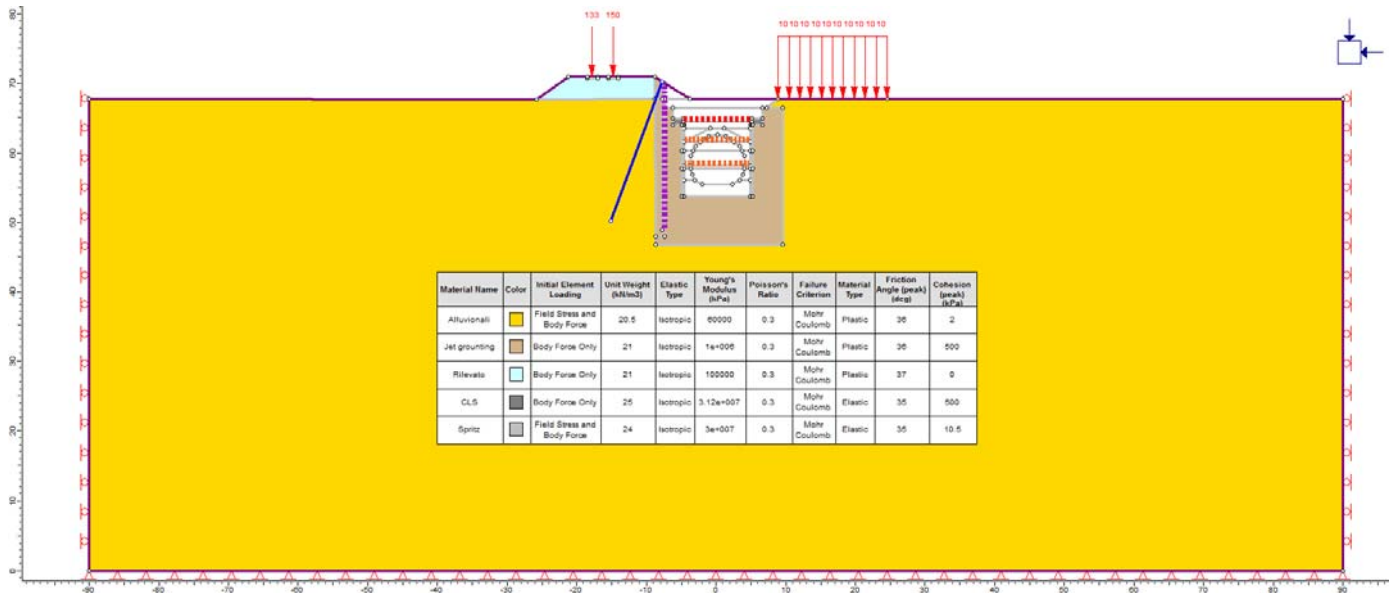 80
133 150
10 10 10 10 10 10 10 10 10 10
70
60
50
Material Name Color Initial Element Loading Unit Weight (kN/m3) Elastic Type Young's Modulus (kPa) Poisson's Ratio Failure Criterion Material Type Friction Angle (peak) (deg) Cohesion (peak) (kPa)
40
Alluvionali Field Stress and Body Force 20.5 Isotropic 60000 0.3 Mohr Coulomb Plastic 36 2
Jet grounting Body Force Only 21 Isotropic 1e+006 0.3 Mohr Coulomb Plastic 36 500
30
Rilevato Body Force Only 21 Isotropic 100000 0.3 Mohr Coulomb Plastic 37 0
CLS Body Force Only 25 Isotropic 3.12e+007 0.3 Mohr Coulomb Elastic 35 500
20
Spritz Field Stress and Body Force 24 Isotropic 3e+007 0.3 Mohr Coulomb Elastic 35 10.5
10
0
-90 -80 -70 -60 -50 -40 -30 -20 -10 0 10 20 30 40 50 60 70 80 90